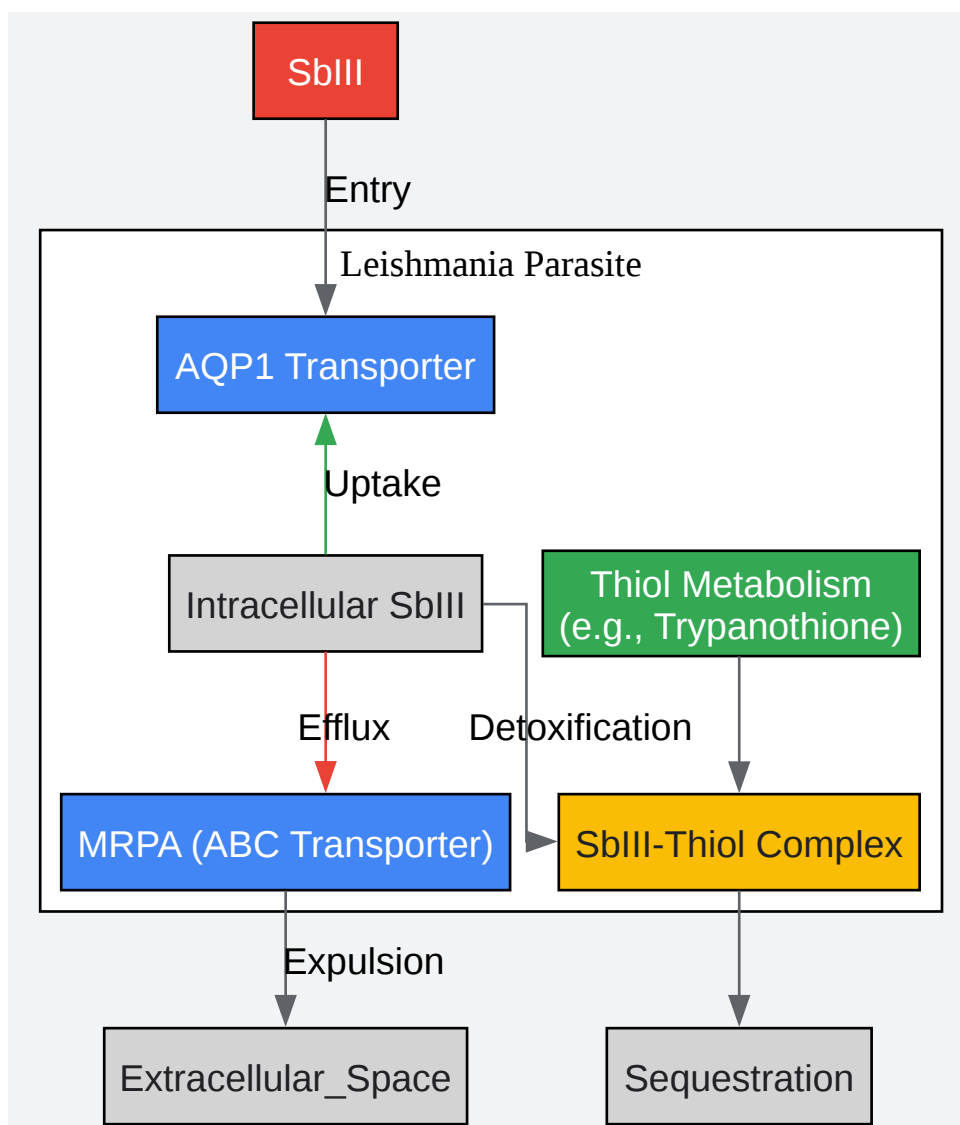 SbIII
Entry
Leishmania Parasite
AQP1 Transporter
Uptake
Intracellular SbIII
Thiol Metabolism
(e.g., Trypanothione)
Efflux
Detoxification
MRPA (ABC Transporter)
SbIII-Thiol Complex
Expulsion
Extracellular_Space
Sequestration